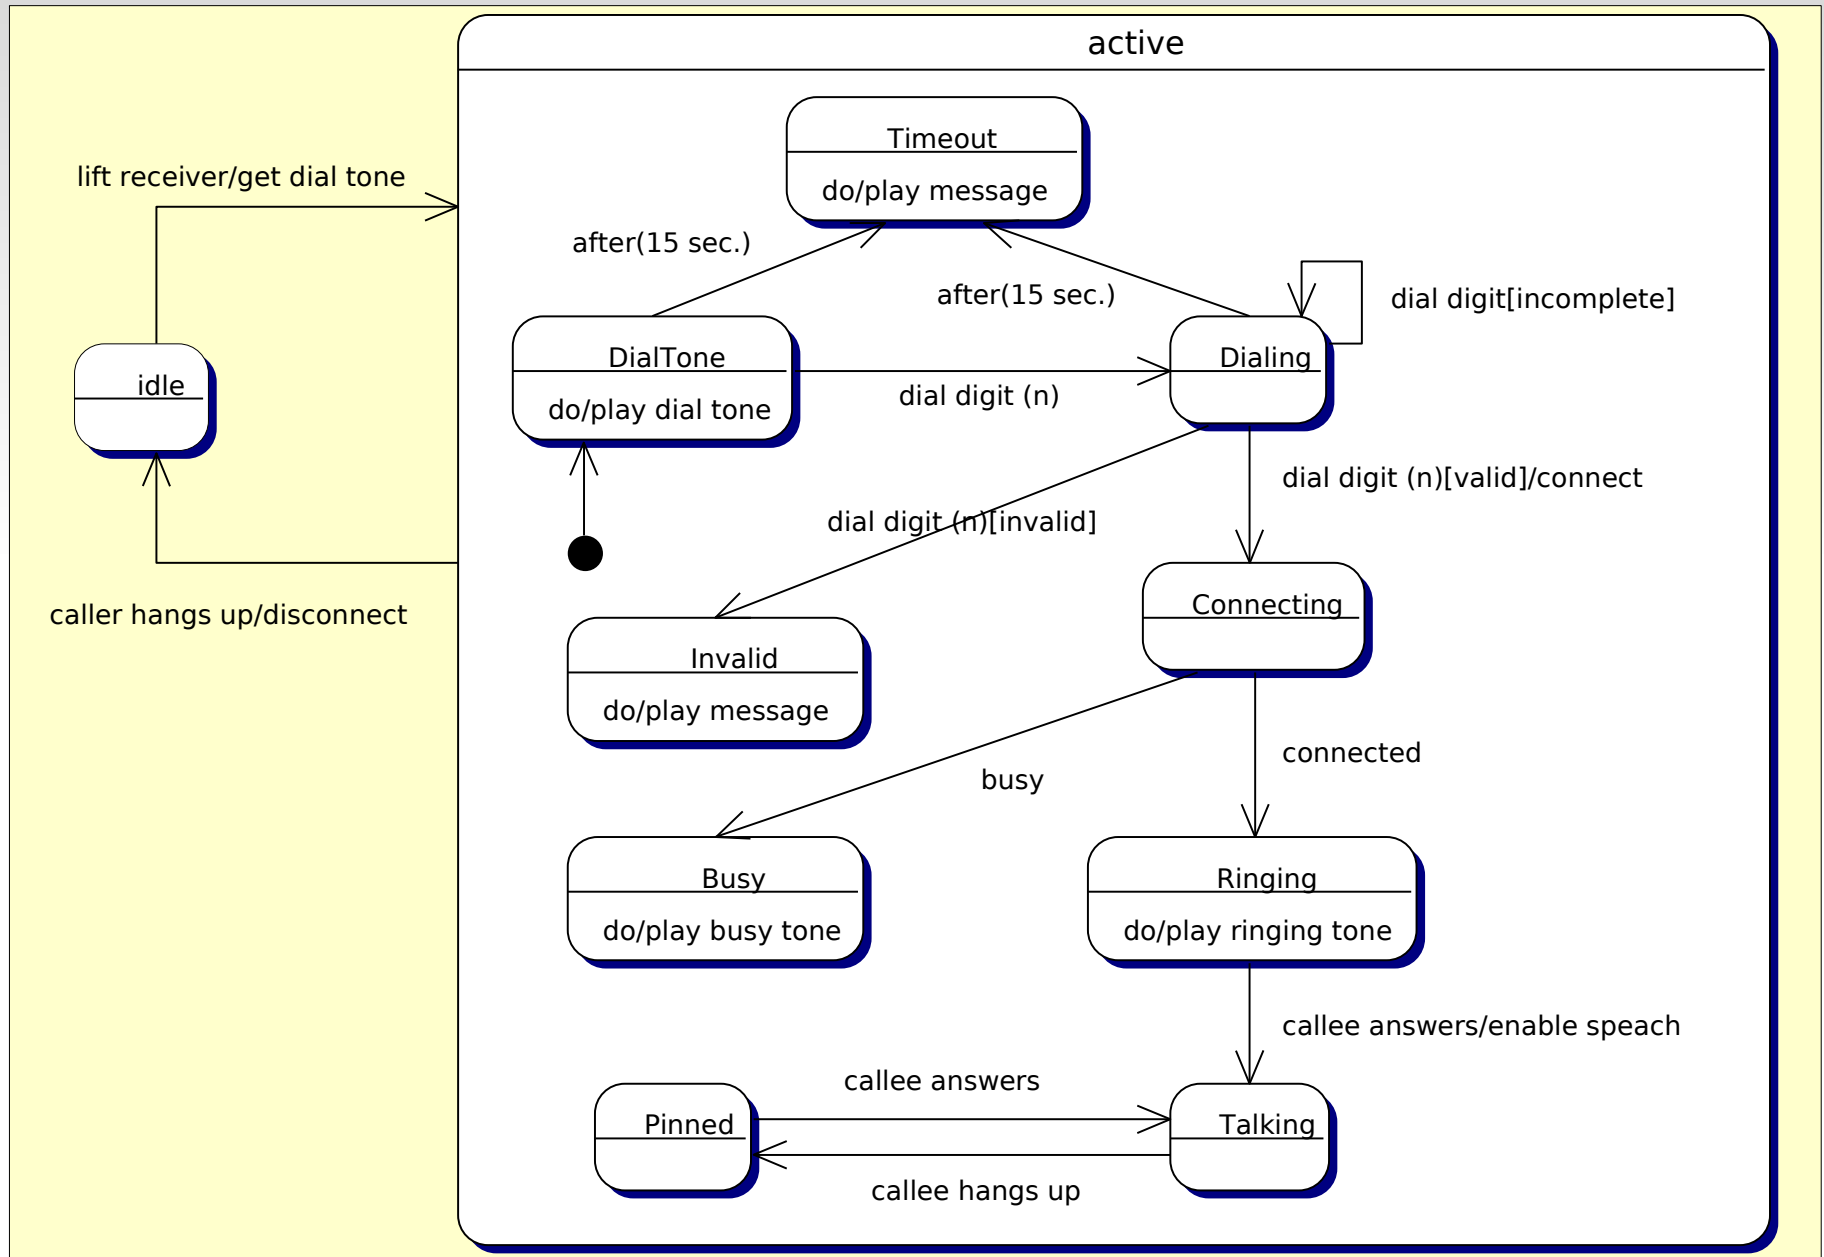 active
Timeout
do/play message
lift receiver/get dial tone
after(15 sec.)
after(15 sec.)
dial digit[incomplete]
DialTone
do/play dial tone
dial digit (n)
Dialing
idle
dial digit (n)[valid]/connect
dial digit (n)[invalid]
caller hangs up/disconnect
Connecting
Invalid
do/play message
connected
busy
Busy
do/play busy tone
Ringing
do/play ringing tone
callee answers/enable speach
callee answers
Pinned
Talking
callee hangs up